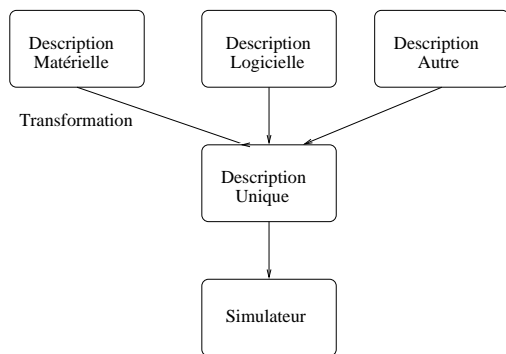 Description
Matérielle
Description
Logicielle
Description
Autre
Transformation
Description
Unique
Simulateur